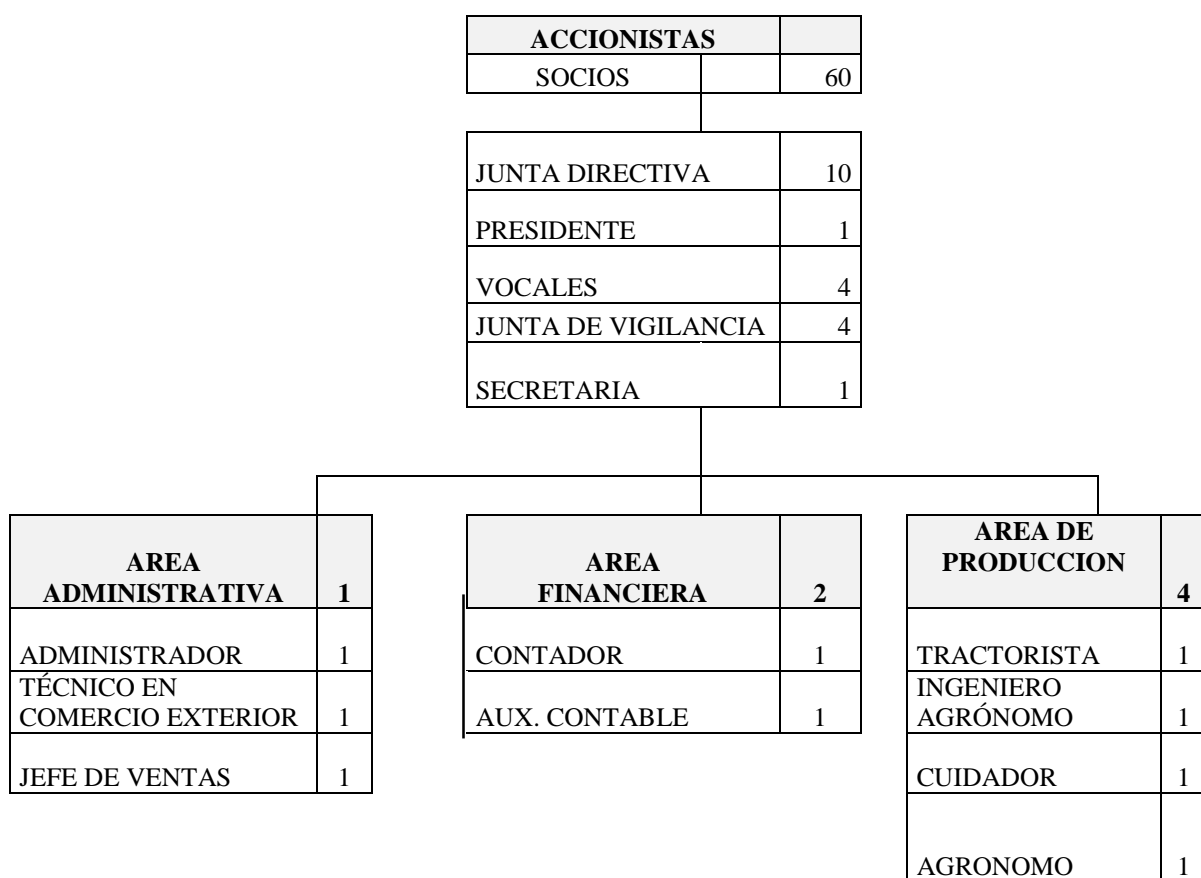 ACCIONISTAS
SOCIOS 60
JUNTA DIRECTIVA 10
PRESIDENTE 1
VOCALES 4
JUNTA DE VIGILANCIA 4
SECRETARIA 1
AREA
ADMINISTRATIVA 1
ADMINISTRADOR 1
TÉCNICO EN
COMERCIO EXTERIOR 1
JEFE DE VENTAS 1
AREA
FINANCIERA 2
CONTADOR 1
AUX. CONTABLE 1
AREA DE
PRODUCCION
4
TRACTORISTA 1
INGENIERO
AGRÓNOMO 1
CUIDADOR 1
AGRONOMO 1